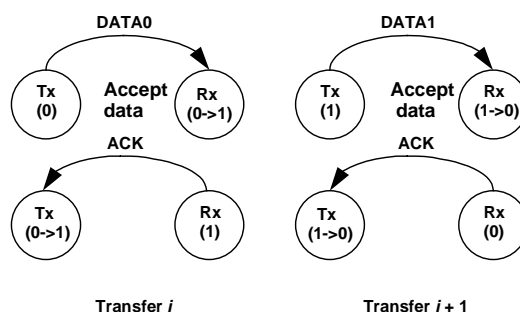 DATA0
Tx
(0)
Accept
data
Rx
(0->1)
ACK
Tx
(0->1)
Rx
(1)
Transfer i
DATA1
Tx
(1)
Accept
data
Rx
(1->0)
ACK
Tx
(1->0)
Rx
(0)
Transfer i + 1